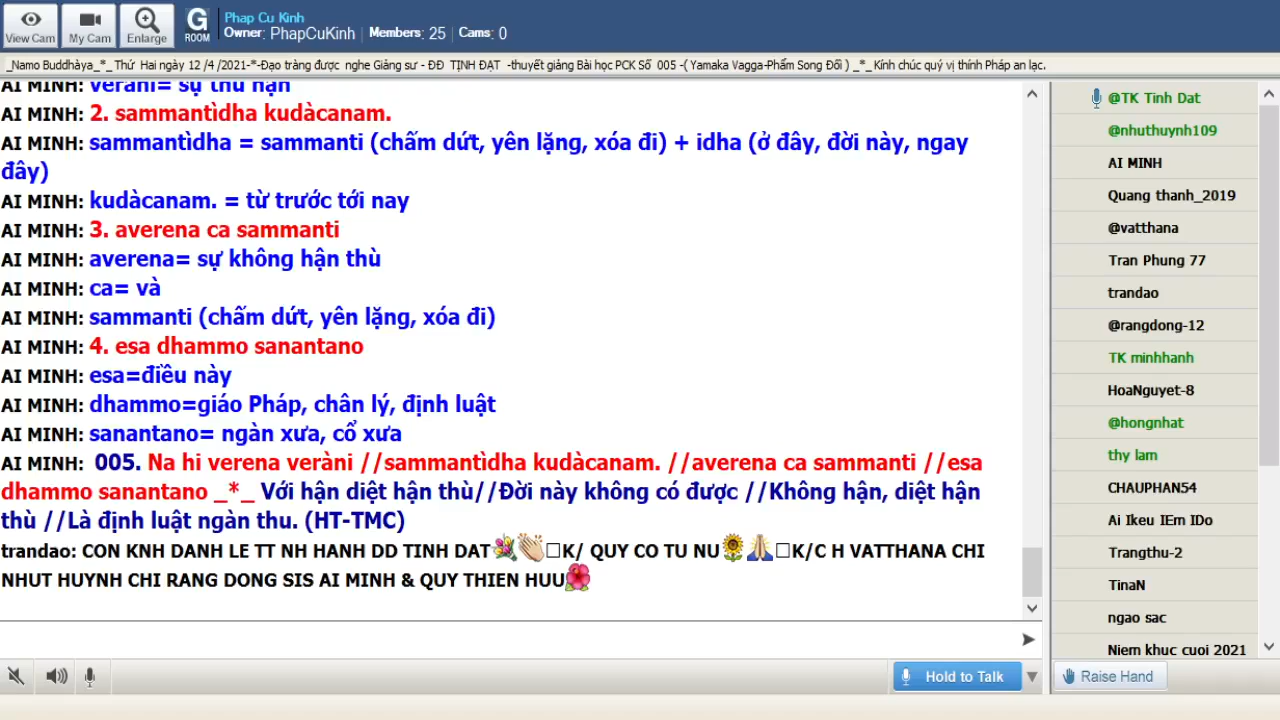 View Cam
My Cam
Enlarge
G
ROOM
Phap Cu Kinh
Owner: PhapCuKinh
Members: 25
Cams: 0
_Namo Buddhàya_*_ Thứ Hai ngày 12 /4 /2021-*-Đạo tràng được nghe Giảng sư - ĐĐ TỊNH ĐẠT -thuyết giảng Bài học PCK Số 005 -( Yamaka Vagga-Phẩm Song Đối ) _*_ Kính chúc quý vị thính Pháp an lạc.
AI MINH: veràni= sự thù hận
AI MINH: 2. sammantìdha kudàcanam.
AI MINH: sammantìdha = sammanti (chấm dứt, yên lặng, xóa đi) + idha (ở đây, đời này, ngay
đây)
AI MINH: kudàcanam. = từ trước tới nay
AI MINH: 3. averena ca sammanti
AI MINH: averena= sự không hận thù
AI MINH: ca= và
AI MINH: sammanti (chấm dứt, yên lặng, xóa đi)
AI MINH: 4. esa dhammo sanantano
AI MINH: esa=điều này
AI MINH: dhammo=giáo Pháp, chân lý, định luật
AI MINH: sanantano= ngàn xưa, cổ xưa
AI MINH: 005. Na hi verena veràni //sammantìdha kudàcanam. //averena ca sammanti //esa
dhammo sanantano _*_ Với hận diệt hận thù//Đời này không có được //Không hận, diệt hận
thù //Là định luật ngàn thu. (HT-TMC)
trandao: CON KNH DANH LE TT NH HANH DD TINH DAT💐👏🏻□K/ QUY CO TU NU🌻🙏🏻□K/C H VATTHANA CHI
NHUT HUYNH CHI RANG DONG SIS AI MINH & QUY THIEN HUU🌺
Hold to Talk
@TK Tinh Dat
@nhuthuynh109
AI MINH
Quang thanh_2019
@vatthana
Tran Phung 77
trandao
@rangdong-12
TK minhhanh
HoaNguyet-8
@hongnhat
thy lam
CHAUPHAN54
Ai Ikeu IEm IDo
Trangthu-2
TinaN
ngao sac
Niem khuc cuoi 2021
Raise Hand